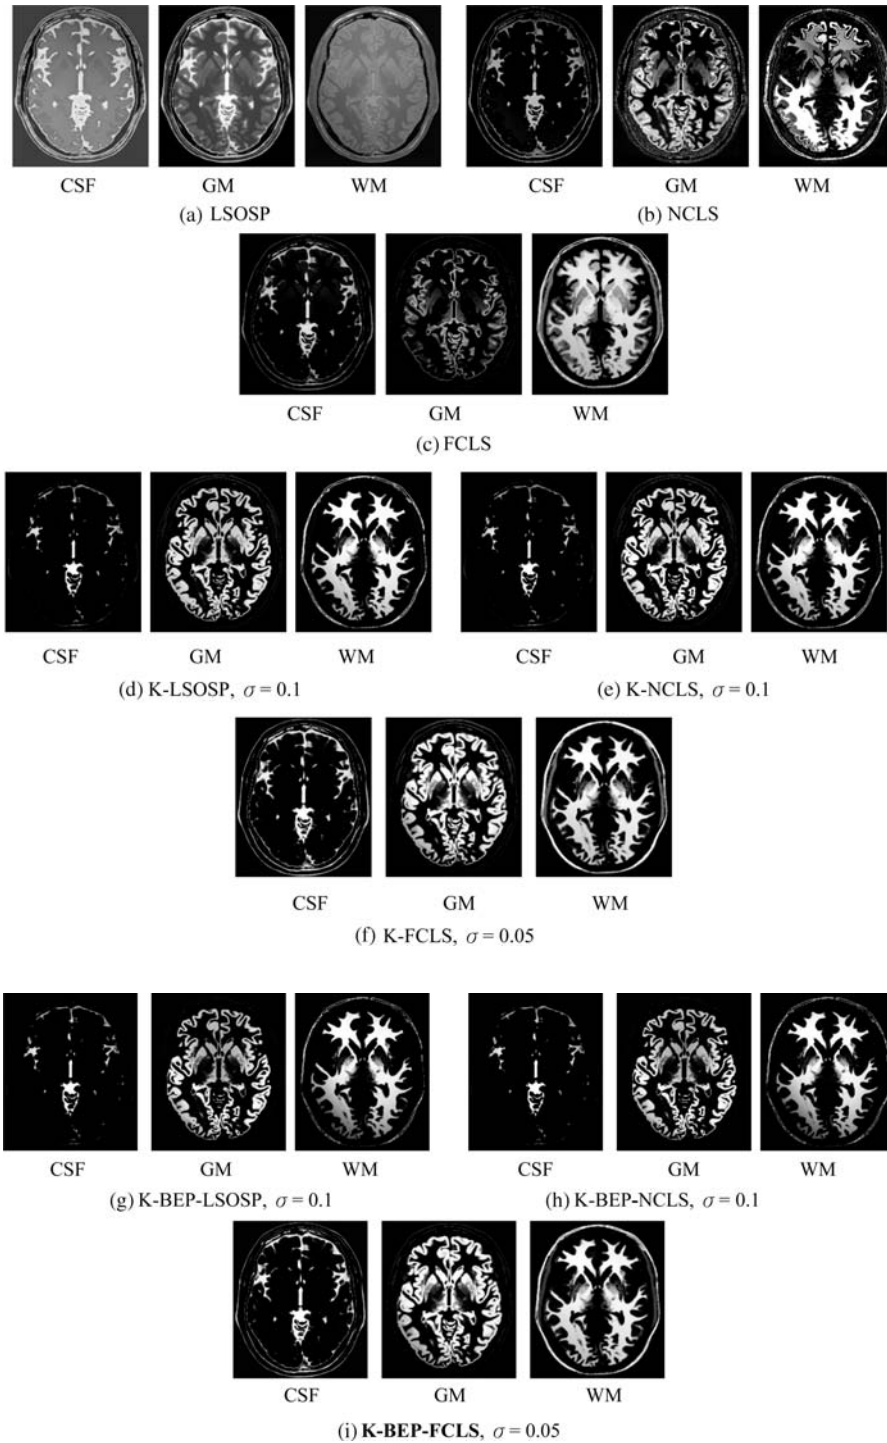 CSF GM WM CSF GM WM
(a) LSOSP (b) NCLS
CSF GM WM
(c) FCLS
CSF GM WM CSF GM WM
(d) K-LSOSP, σ = 0.1 (e) K-NCLS, σ = 0.1
CSF GM WM
(f) K-FCLS, σ = 0.05
CSF GM WM CSF GM WM
(g) K-BEP-LSOSP, σ = 0.1 (h) K-BEP-NCLS, σ = 0.1
CSF GM WM
(i) K-BEP-FCLS, σ = 0.05